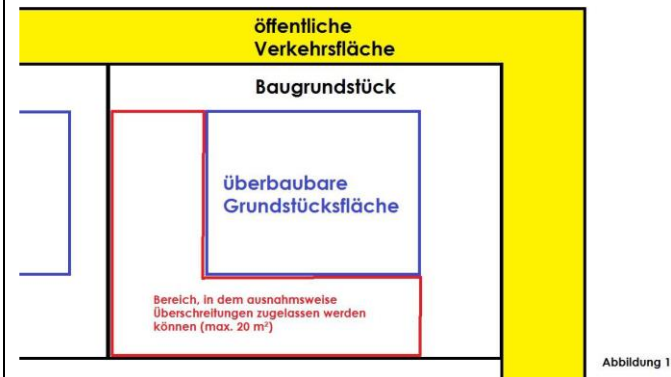 öffentliche
Verkehrsfläche
Baugrundstück
überbaubare
Grundstücksfläche
Bereich, in dem ausnahmsweise
Überschreitungen zugelassen werden
können (max. 20 m²)
Abbildung 1